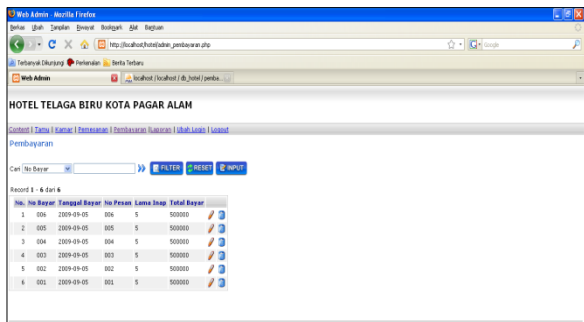 Web Admin - Mozilla Firefox
Berkas Ubah Tampilan Riwayat Bookmark Alat Bantuan
http://localhost/hotel/admin_pembayaran.php Google
Terbanyak Dikunjungi Perkenalan Berita Terbaru
Web Admin localhost / localhost / db_hotel / pemba...
HOTEL TELAGA BIRU KOTA PAGAR ALAM
Content | Tamu | Kamar | Pemesanan | Pembayaran | Laporan | Ubah Login | Logout
Pembayaran
Cari No Bayar FILTER RESET INPUT
Record 1 - 6 dari 6
No. No Bayar Tanggal Bayar No Pesan Lama Inap Total Bayar
1 006 2009-09-05 006 5 500000
2 005 2009-09-05 005 5 500000
3 004 2009-09-05 004 5 500000
4 003 2009-09-05 003 5 500000
5 002 2009-09-05 002 5 500000
6 001 2009-09-05 001 5 500000